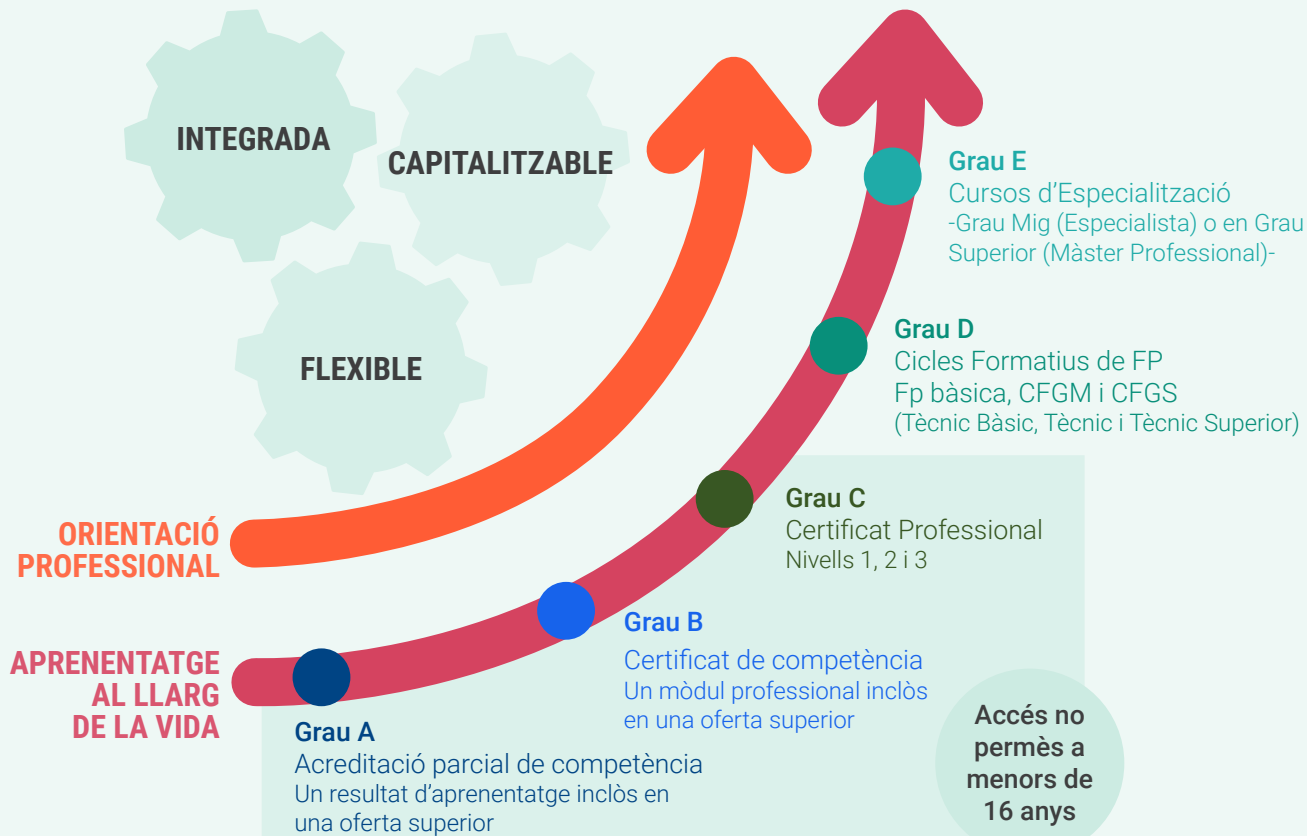 INTEGRADA
CAPITALITZABLE
FLEXIBLE
ORIENTACIÓ
PROFESSIONAL
APRENENTATGE
AL LLARG
DE LA VIDA
Grau E
Cursos d’Especialització
-Grau Mig (Especialista) o en Grau
Superior (Màster Professional)-
Grau D
Cicles Formatius de FP
Fp bàsica, CFGM i CFGS
(Tècnic Bàsic, Tècnic i Tècnic Superior)
Grau C
Certificat Professional
Nivells 1, 2 i 3
Grau B
Certificat de competència
Un mòdul professional inclòs
en una oferta superior
Grau A
Acreditació parcial de competència
Un resultat d’aprenentatge inclòs en
una oferta superior
Accés no
permès a
menors de
16 anys